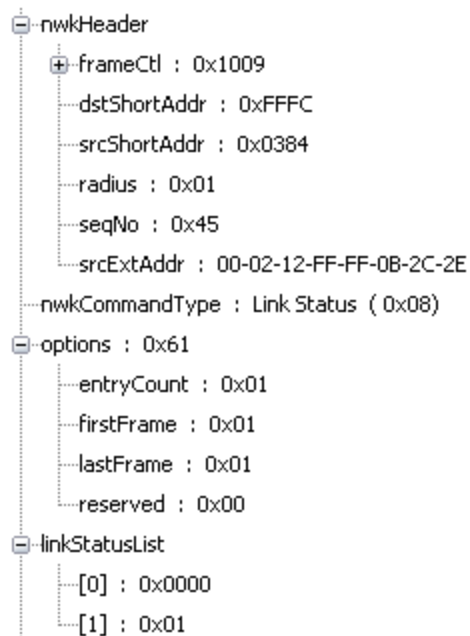 nwkHeader
frameCtl : 0x1009
dstShortAddr : 0xFFFC
srcShortAddr : 0x0384
radius : 0x01
seqNo : 0x45
srcExtAddr : 00-02-12-FF-FF-0B-2C-2E
nwkCommandType : Link Status ( 0x08)
options : 0x61
entryCount : 0x01
firstFrame : 0x01
lastFrame : 0x01
reserved : 0x00
linkStatusList
[0] : 0x0000
[1] : 0x01